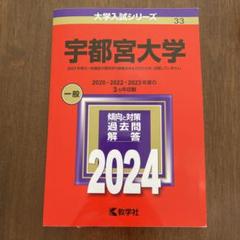 大学入試シリーズ
33
宇都宮大学
2020・2022・2023年度の
3カ年収載
一般
傾向と対策
過去問
解答
2024
教学社